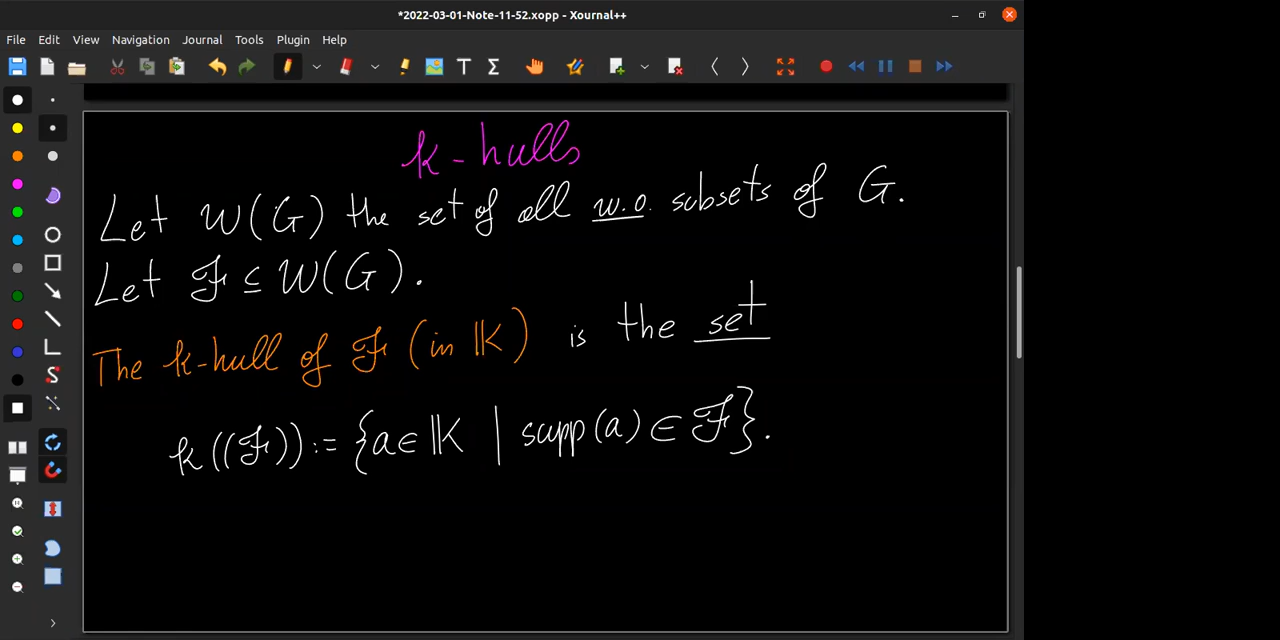 *2022-03-01-Note-11-52.xopp - Xournal++
File Edit View Navigation Journal Tools Plugin Help
k-hulls
Let W(G) the set of all w.o. subsets of G.
Let ℱ ⊆ W(G).
The k-hull of ℱ (in 𝕂) is the set
k((ℱ)) := {a ∈ 𝕂 | supp(a) ∈ ℱ}.